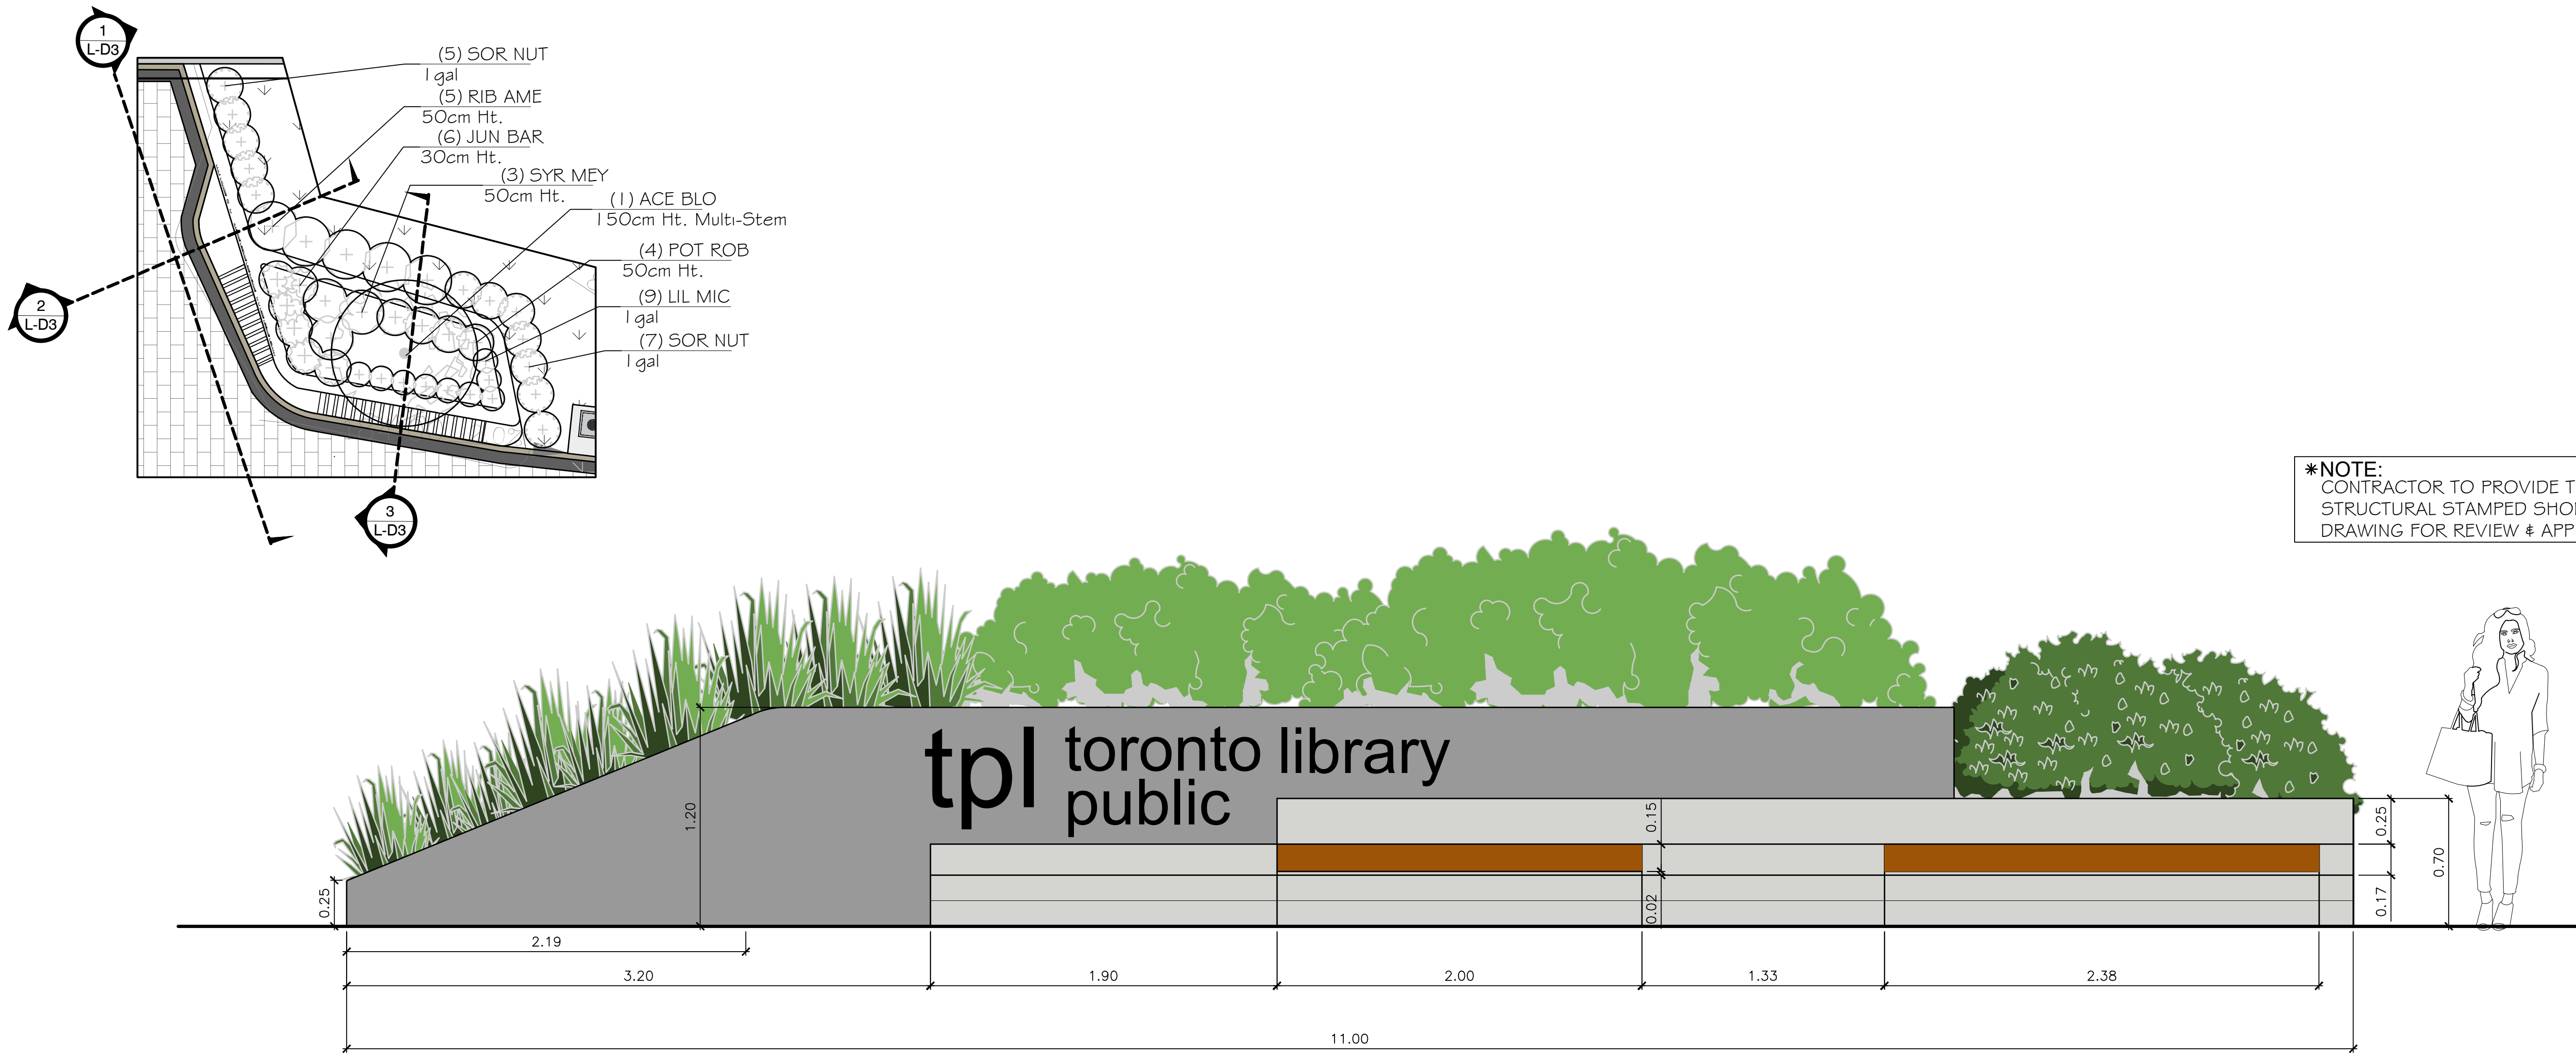 1
L-D3
(5) SOR NUT
1 gal
(5) RIB AME
50cm Ht.
(6) JUN BAR
30cm Ht.
(3) SYR MEY
50cm Ht.
(1) ACE BLO
150cm Ht. Multi-Stem
(4) POT ROB
50cm Ht.
(9) LIL MIC
1 gal
(7) SOR NUT
1 gal
2
L-D3
3
L-D3
*NOTE:
CONTRACTOR TO PROVIDE T
STRUCTURAL STAMPED SHO
DRAWING FOR REVIEW & APP
tpl toronto library
public
1.20
0.15
0.25
0.70
0.25
0.02
0.17
2.19
3.20
1.90
2.00
1.33
2.38
11.00